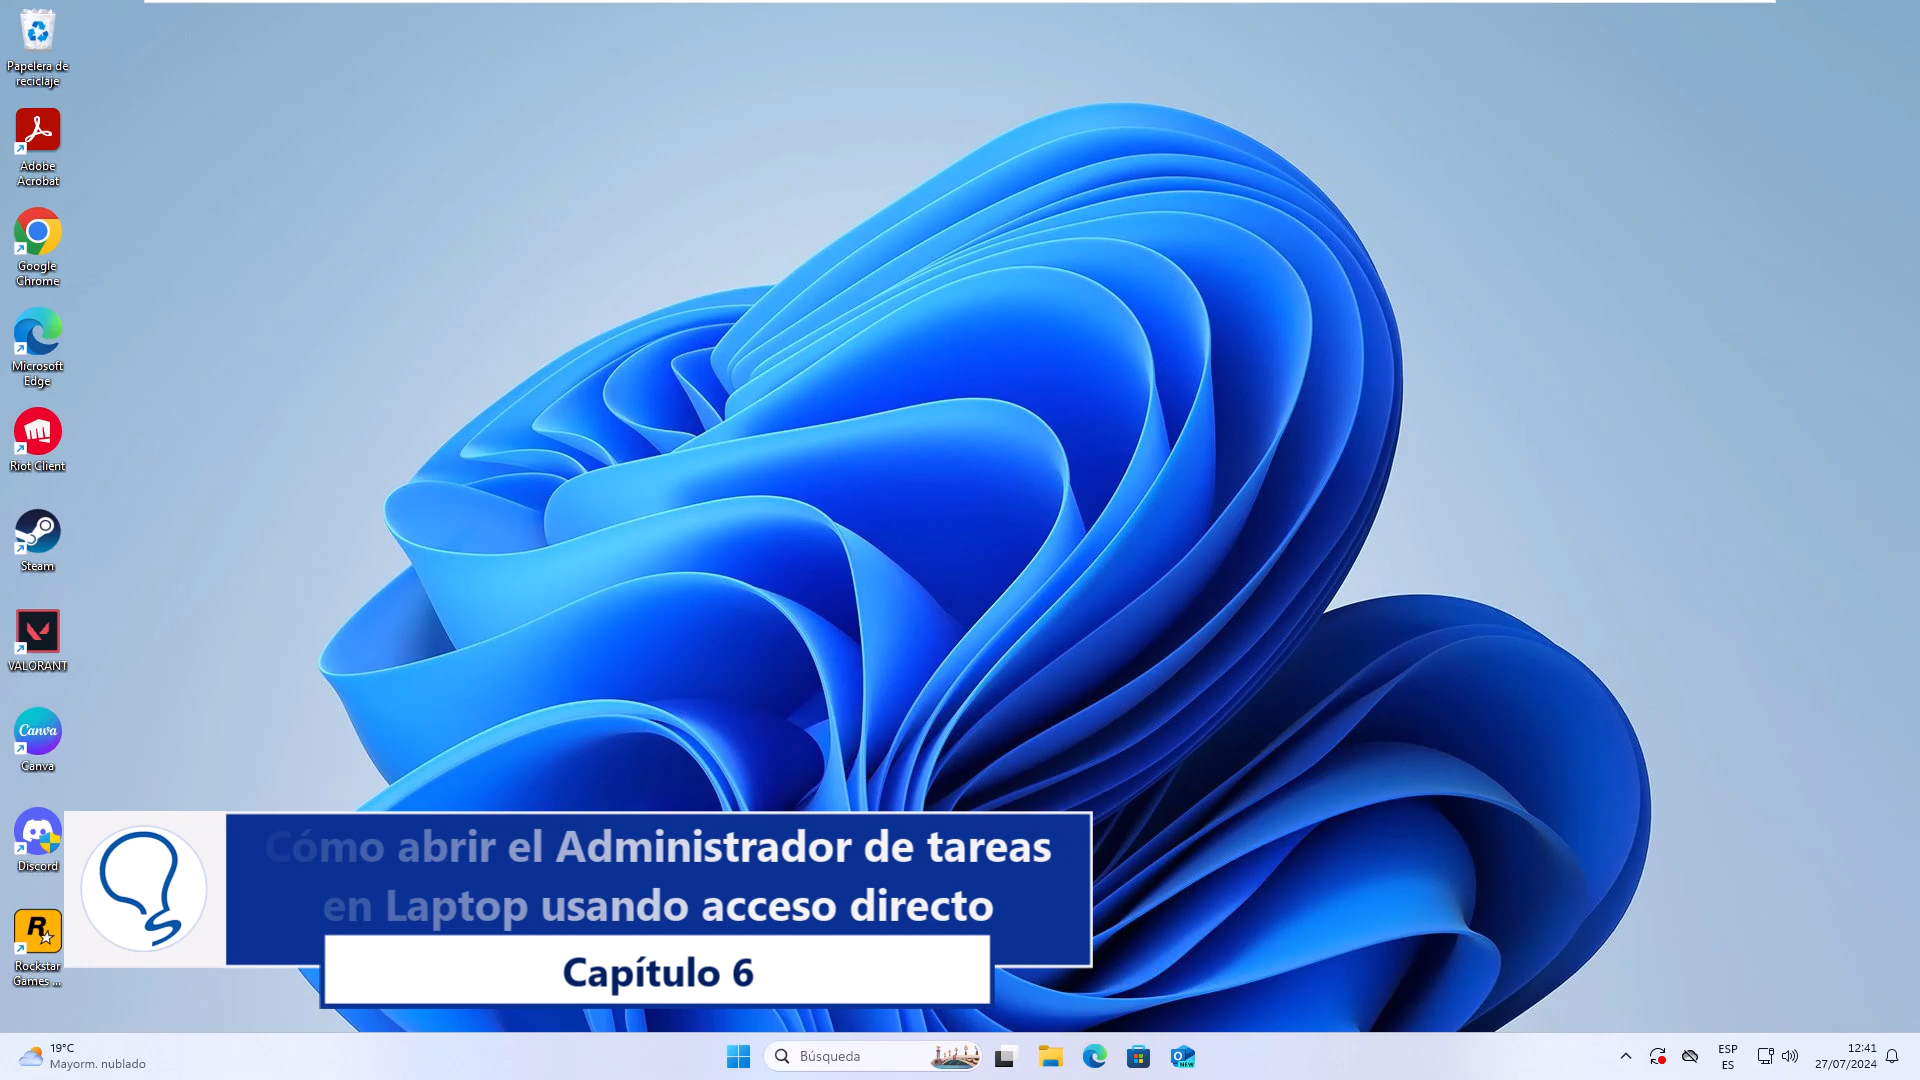 Papelera de
reciclaje
Adobe
Acrobat
Google
Chrome
Microsoft
Edge
Riot Client
Steam
VALORANT
Canva
Canva
Discord
R
Rockstar
Games ...
Cómo abrir el Administrador de tareas
en Laptop usando acceso directo
Capítulo 6
19°C
Mayorm. nublado
Búsqueda
NEW
ESP
ES
12:41
27/07/2024